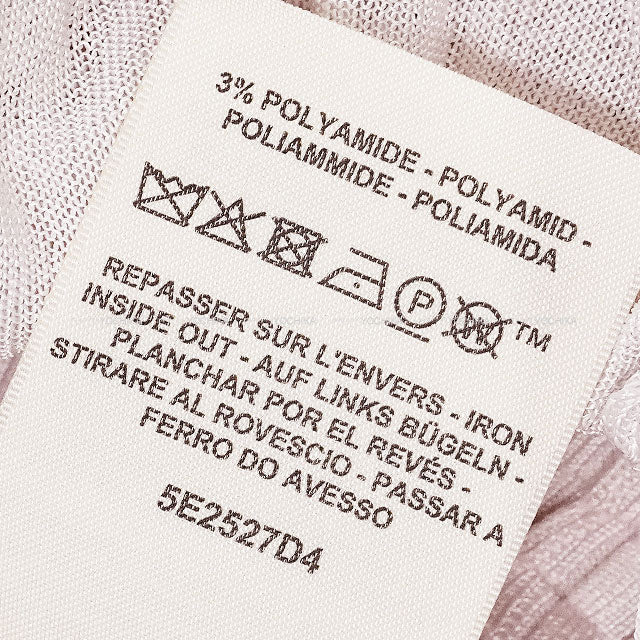 3% POLYAMIDE - POLYAMID -
POLIAMMIDE - POLIAMIDA
P W TM
REPASSER SUR L'ENVERS - IRON
INSIDE OUT - AUF LINKS BÜGELN -
PLANCHAR POR EL REVÉS -
STIRARE AL ROVESCIO - PASSAR A
FERRO DO AVESSO
5E2527D4